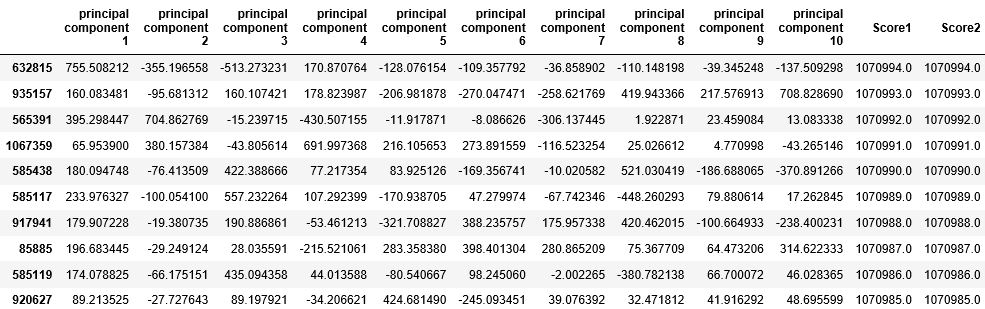 principal component 1 principal component 2 principal component 3 principal component 4 principal component 5 principal component 6 principal component 7 principal component 8 principal component 9 principal component 10 Score1 Score2
632815 755.508212 -355.196558 -513.273231 170.870764 -128.076154 -109.357792 -36.858902 -110.148198 -39.345248 -137.509298 1070994.0 1070994.0
935157 160.083481 -95.681312 160.107421 178.823987 -206.981878 -270.047471 -258.621769 419.943366 217.576913 708.828690 1070993.0 1070993.0
565391 395.298447 704.862769 -15.239715 -430.507155 -11.917871 -8.086626 -306.137445 1.922871 23.459084 13.083338 1070992.0 1070992.0
1067359 65.953900 380.157384 -43.805614 691.997368 216.105653 273.891559 -116.523254 25.026612 4.770998 -43.265146 1070991.0 1070991.0
585438 180.094748 -76.413509 422.388666 77.217354 83.925126 -169.356741 -10.020582 521.030419 -186.688065 -370.891266 1070990.0 1070990.0
585117 233.976327 -100.054100 557.232264 107.292399 -170.938705 47.279974 -67.742346 -448.260293 79.880614 17.262845 1070989.0 1070989.0
917941 179.907228 -19.380735 190.886861 -53.461213 -321.708827 388.235757 175.957338 420.462015 -100.664933 -238.400231 1070988.0 1070988.0
85885 196.683445 -29.249124 28.035591 -215.521061 283.358380 398.401304 280.865209 75.367709 64.473206 314.622333 1070987.0 1070987.0
585119 174.078825 -66.175151 435.094358 44.013588 -80.540667 98.245060 -2.002265 -380.782138 66.700072 46.028365 1070986.0 1070986.0
920627 89.213525 -27.727643 89.197921 -34.206621 424.681490 -245.093451 39.076392 32.471812 41.916292 48.695599 1070985.0 1070985.0